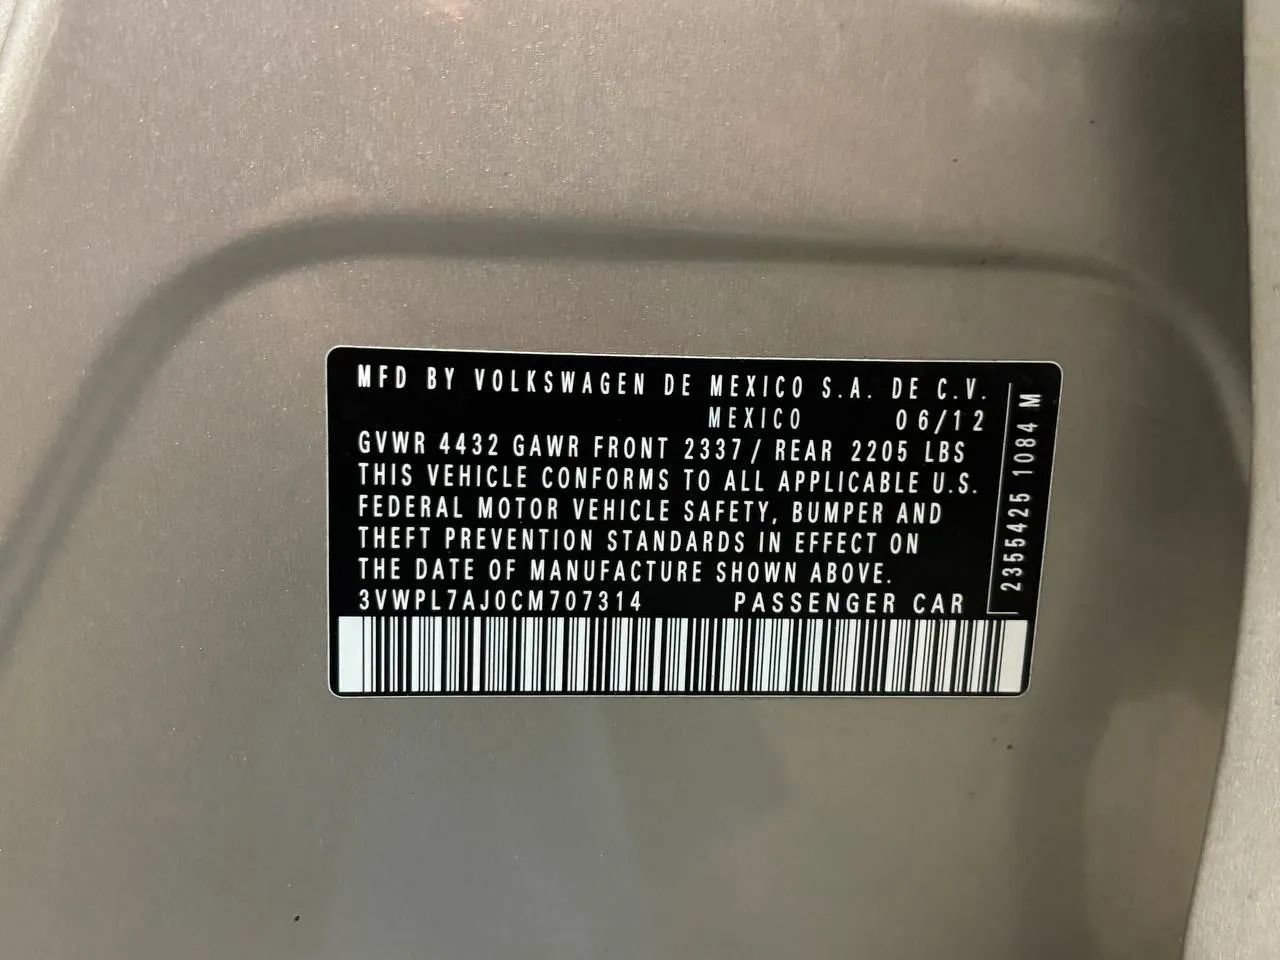 MFD BY VOLKSWAGEN DE MEXICO S.A. DE C.V.
MEXICO 06/12
GVWR 4432 GAWR FRONT 2337/ REAR 2205 LBS
THIS VEHICLE CONFORMS TO ALL APPLICABLE U.S.
FEDERAL MOTOR VEHICLE SAFETY, BUMPER AND
THEFT PREVENTION STANDARDS IN EFFECT ON
THE DATE OF MANUFACTURE SHOWN ABOVE.
3VWPL7AJ0CM707314 PASSENGER CAR
2355425 1084 M